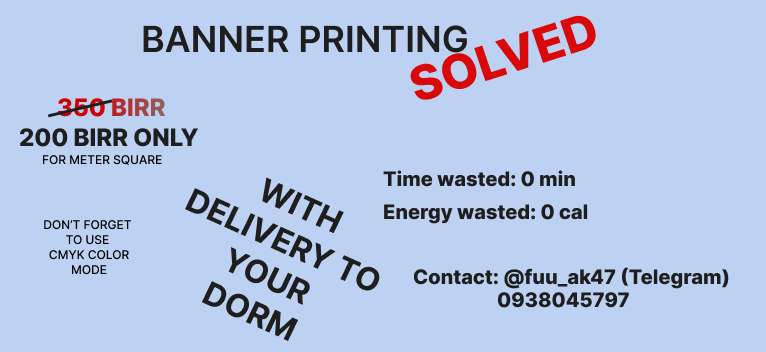 BANNER PRINTING
SOLVED
350 BIRR
200 BIRR ONLY
FOR METER SQUARE
DON'T FORGET
TO USE
CMYK COLOR
MODE
WITH
DELIVERY TO
YOUR
DORM
Time wasted: 0 min
Energy wasted: 0 cal
Contact: @fuu_ak47 (Telegram)
0938045797